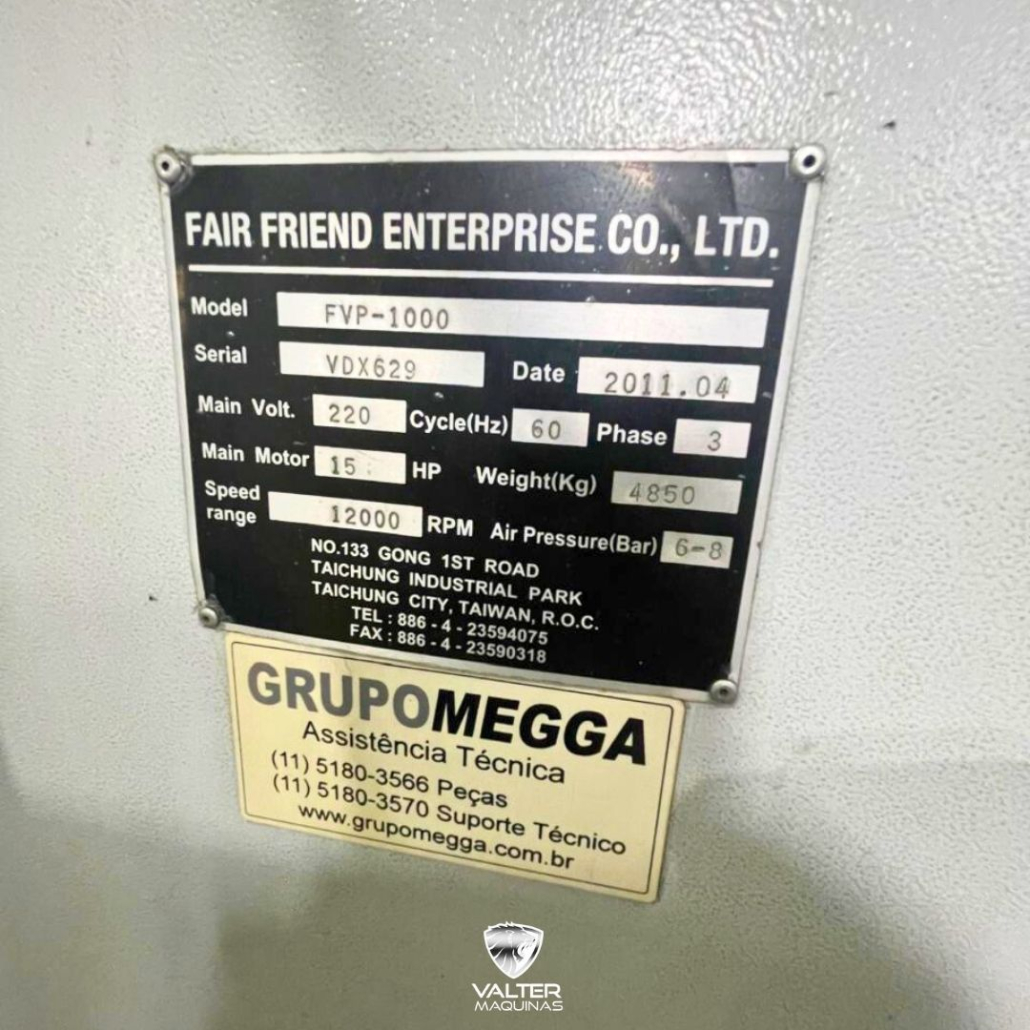 FAIR FRIEND ENTERPRISE CO., LTD.
Model FVP-1000
Serial VDX629 Date 2011.04
Main Volt. 220 Cycle(Hz) 60 Phase 3
Main Motor 15 HP Weight(Kg) 4850
Speed range 12000 RPM Air Pressure(Bar) 6-8
NO.133 GONG 1ST ROAD
TAICHUNG INDUSTRIAL PARK
TAICHUNG CITY, TAIWAN, R.O.C.
TEL : 886 - 4 - 23594075
FAX : 886 - 4 - 23590318
GRUPOMEGGA
Assistência Técnica
(11) 5180-3566 Peças
(11) 5180-3570 Suporte Técnico
www.grupomegga.com.br
VALTER
MAQUINAS